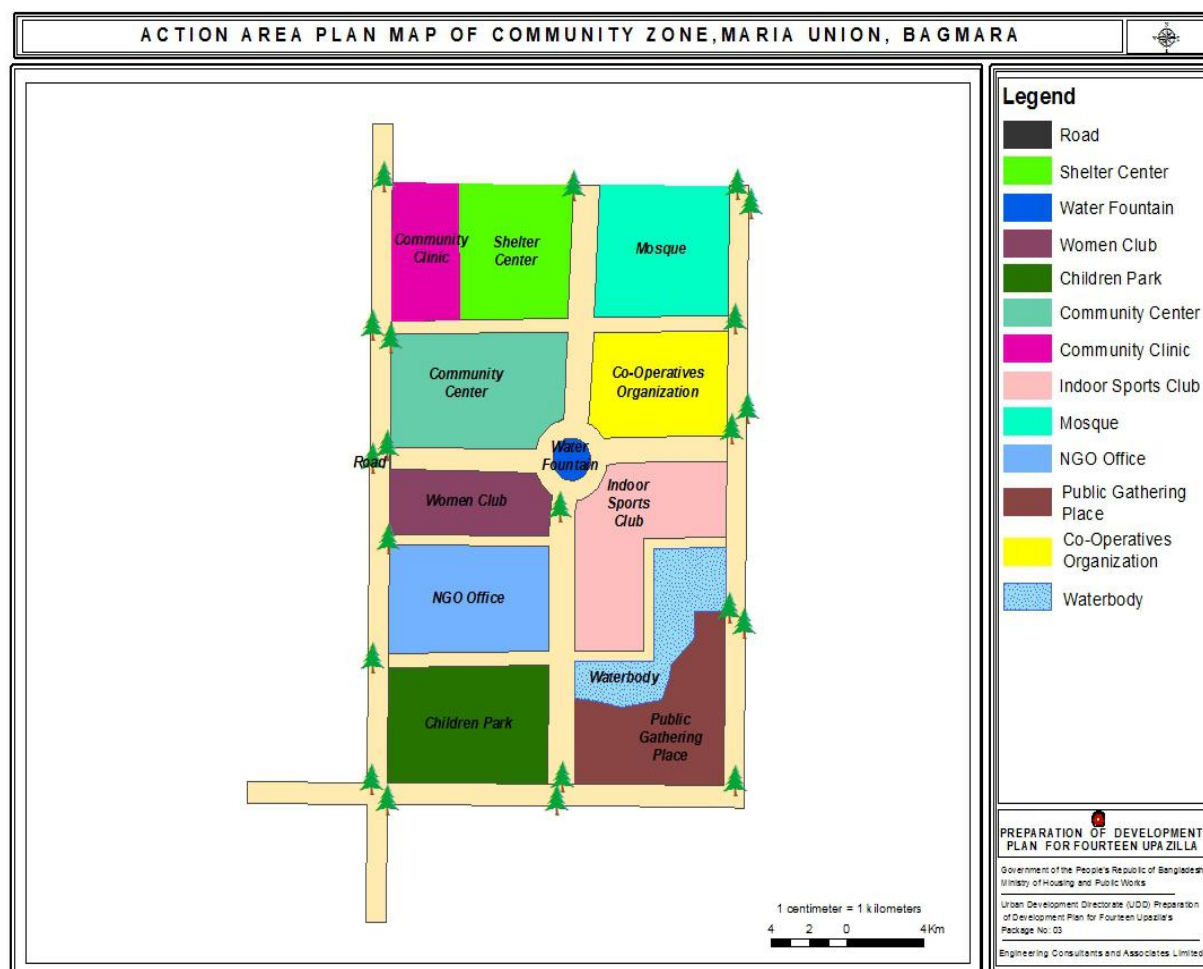 ACTION AREA PLAN MAP OF COMMUNITY ZONE,MARIA UNION, BAGMARA
Community
Clinic
Shelter
Center
Mosque
Community
Center
Co-Operatives
Organization
Road
Water
Fountain
Women Club
Indoor
Sports
Club
NGO Office
Waterbody
Children Park
Public
Gathering
Place
1 centimeter = 1 kilometers
4 2 0 4 Km
Legend
Road
Shelter Center
Water Fountain
Women Club
Children Park
Community Center
Community Clinic
Indoor Sports Club
Mosque
NGO Office
Public Gathering
Place
Co-Operatives
Organization
Waterbody
PREPARATION OF DEVELOPMENT
PLAN FOR FOURTEEN UPAZILLA
Government of the People's Republic of Bangladesh
Ministry of Housing and Public Works
Urban Development Directorate (UDD) Preparation
of Development Plan for Fourteen Upazila's
Package No: 03
Engineering Consultants and Associates Limited